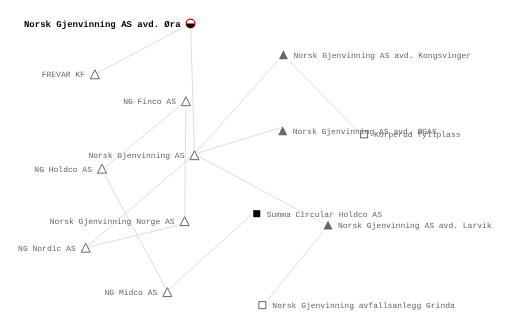 Norsk Gjenvinning AS avd. Øra
Norsk Gjenvinning AS avd. Kongsvinger
FREVAR KF
NG Finco AS
Norsk Gjenvinning AS avd. ØGAS
Kurperud fyllplass
Norsk Gjenvinning AS
NG Holdco AS
Summa Circular Holdco AS
Norsk Gjenvinning Norge AS
Norsk Gjenvinning AS avd. Larvik
NG Nordic AS
NG Midco AS
Norsk Gjenvinning avfallsanlegg Grinda